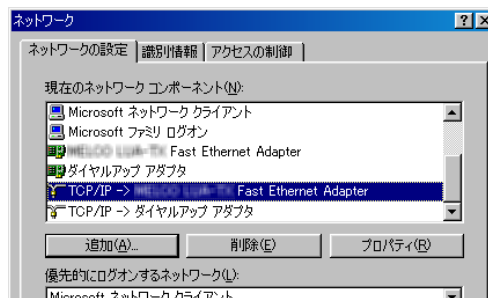 ネットワーク
ネットワークの設定 識別情報 アクセスの制御
現在のネットワーク コンポーネント(N):
Microsoft ネットワーク クライアント
Microsoft ファミリ ログオン
Fast Ethernet Adapter
ダイヤルアップ アダプタ
TCP/IP -> Fast Ethernet Adapter
TCP/IP -> ダイヤルアップ アダプタ
追加(A)... 削除(E) プロパティ(R)
優先的にログオンするネットワーク(L):
Microsoft ネットワーク クライアント